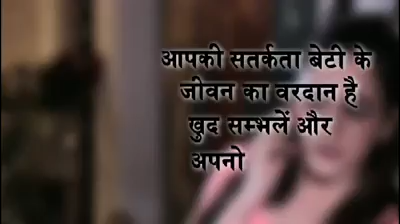 आपकी सतर्कता बेटी के
जीवन का वरदान है
खुद सम्भलें और
अपनो